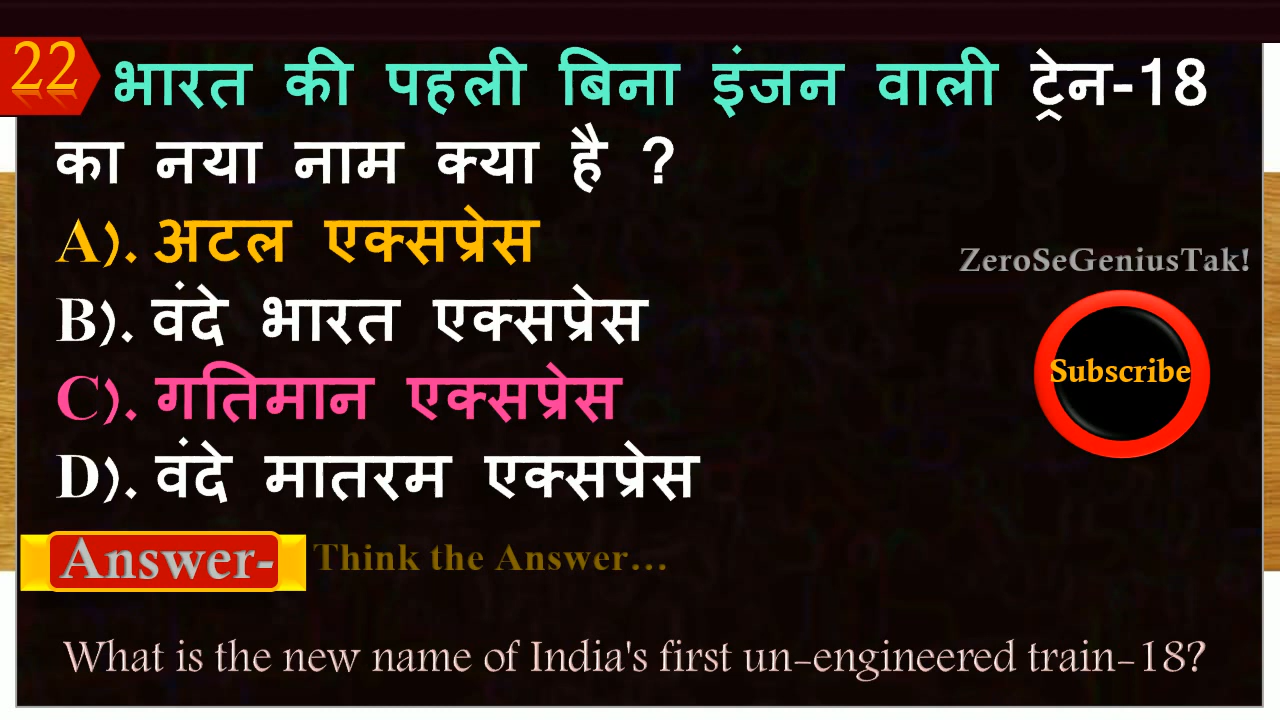 22
भारत की पहली बिना इंजन वाली ट्रेन-18
का नया नाम क्या है ?
A). अटल एक्सप्रेस
B). वंदे भारत एक्सप्रेस
C). गतिमान एक्सप्रेस
D). वंदे मातरम एक्सप्रेस
ZeroSeGeniusTak!
Subscribe
Answer- Think the Answer...
What is the new name of India's first un-engineered train-18?